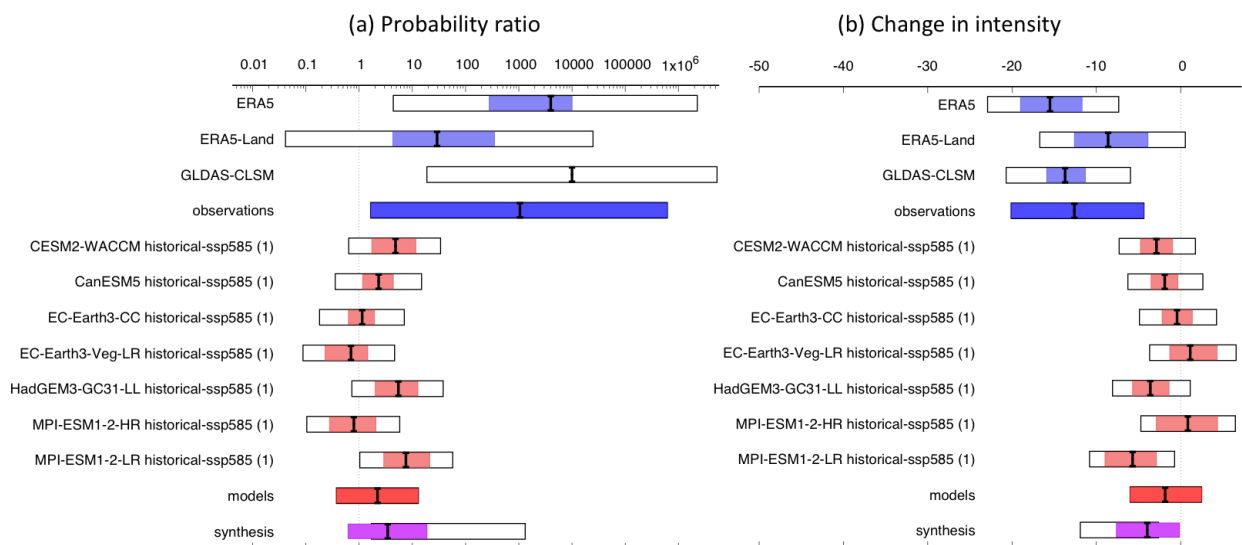 (a) Probability ratio
(b) Change in intensity
0.01 0.1 1 10 100 1000 10000 100000 1x10⁶
-50 -40 -30 -20 -10 0
ERA5
ERA5
ERA5-Land
ERA5-Land
GLDAS-CLSM
GLDAS-CLSM
observations
observations
CESM2-WACCM historical-ssp585 (1)
CESM2-WACCM historical-ssp585 (1)
CanESM5 historical-ssp585 (1)
CanESM5 historical-ssp585 (1)
EC-Earth3-CC historical-ssp585 (1)
EC-Earth3-CC historical-ssp585 (1)
EC-Earth3-Veg-LR historical-ssp585 (1)
EC-Earth3-Veg-LR historical-ssp585 (1)
HadGEM3-GC31-LL historical-ssp585 (1)
HadGEM3-GC31-LL historical-ssp585 (1)
MPI-ESM1-2-HR historical-ssp585 (1)
MPI-ESM1-2-HR historical-ssp585 (1)
MPI-ESM1-2-LR historical-ssp585 (1)
MPI-ESM1-2-LR historical-ssp585 (1)
models
models
synthesis
synthesis